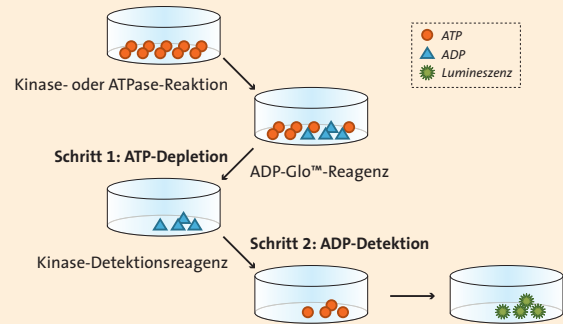 ATP
ADP
Lumineszenz
Kinase- oder ATPase-Reaktion
Schritt 1: ATP-Depletion
ADP-Glo™-Reagenz
Schritt 2: ADP-Detektion
Kinase-Detektionsreagenz